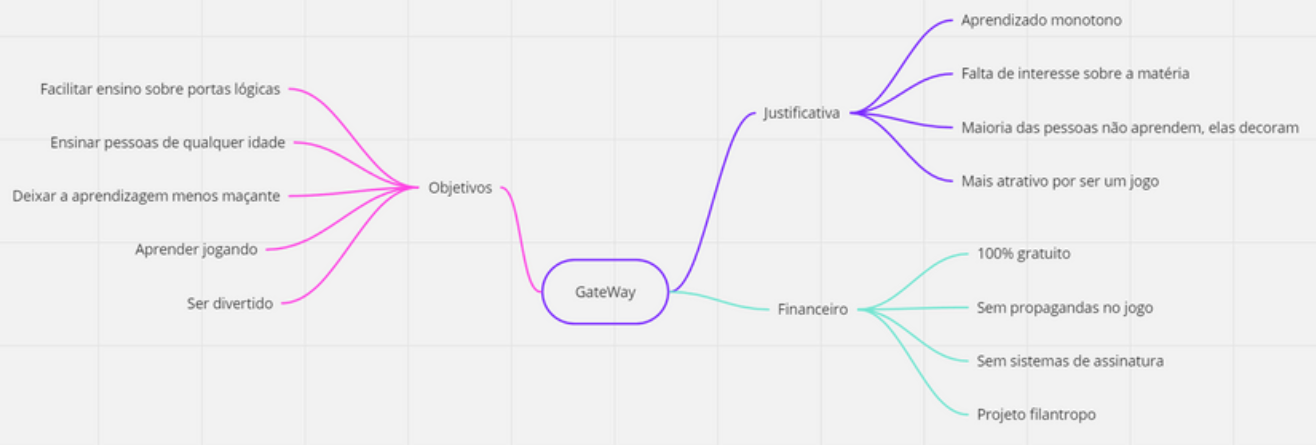 GateWay
Objetivos
Facilitar ensino sobre portas lógicas
Ensinar pessoas de qualquer idade
Deixar a aprendizagem menos maçante
Aprender jogando
Ser divertido
Justificativa
Aprendizado monotono
Falta de interesse sobre a matéria
Maioria das pessoas não aprendem, elas decoram
Mais atrativo por ser um jogo
Financeiro
100% gratuito
Sem propagandas no jogo
Sem sistemas de assinatura
Projeto filantropo